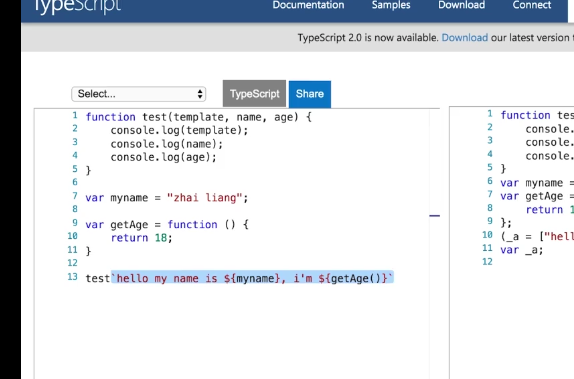 TypeScript
Documentation Samples Download Connect
TypeScript 2.0 is now available. Download our latest version
Select... TypeScript Share
1 function test(template, name, age) {
2     console.log(template);
3     console.log(name);
4     console.log(age);
5 }
6
7 var myname = "zhai liang";
8
9 var getAge = function () {
10     return 18;
11 }
12
13 test`hello my name is ${myname}, i'm ${getAge()}`
1 function tes
2     console.
3     console.
4     console.
5 }
6 var myname =
7 var getAge =
8     return 1
9 };
10 (_a = ["hell
11 var _a;
12